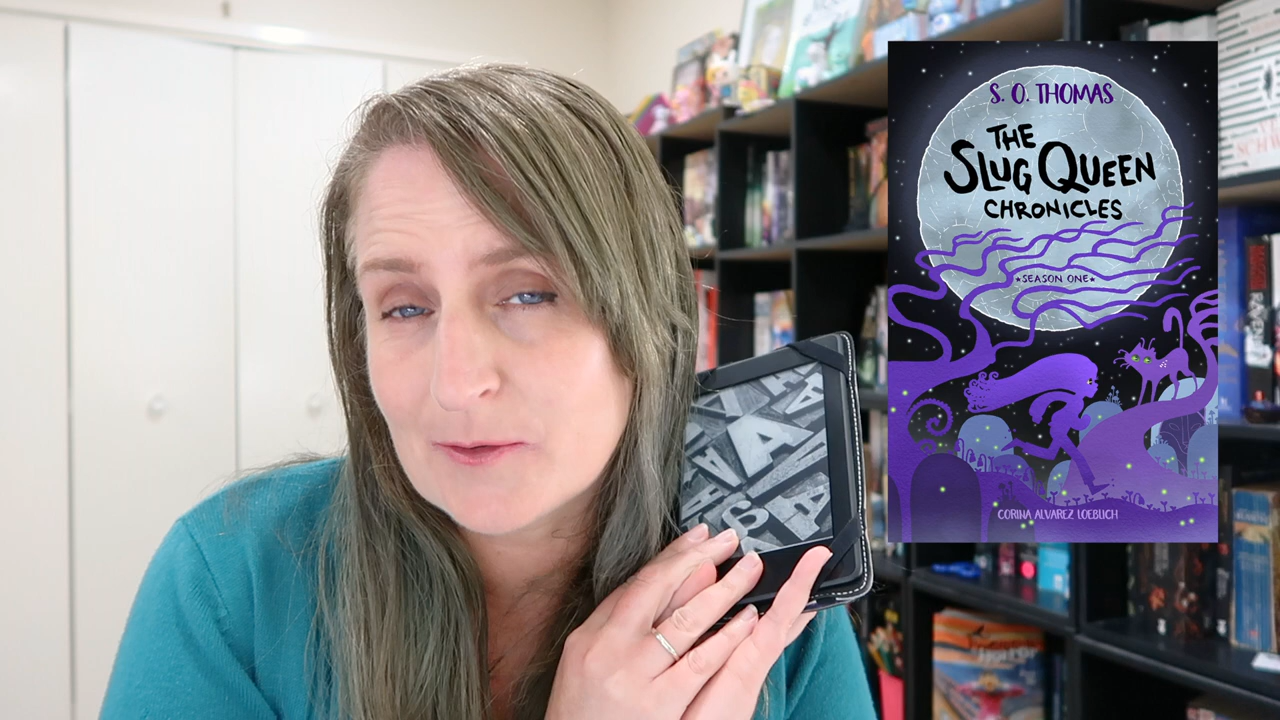 S. O. THOMAS
THE
SLUG QUEEN
CHRONICLES
★SEASON ONE★
CORINA ALVAREZ LOEBLICH